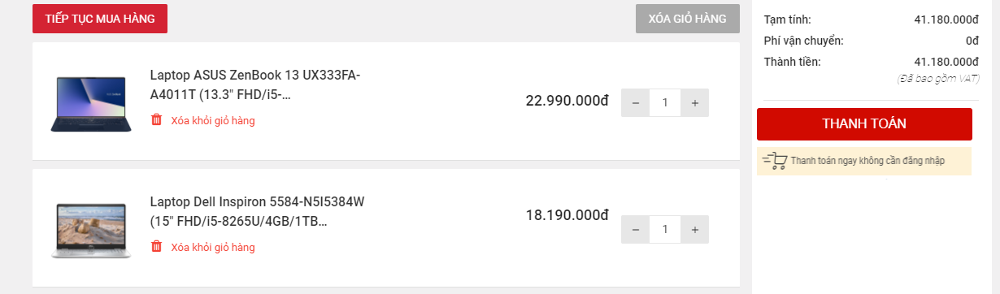 TIẾP TỤC MUA HÀNG
XÓA GIỎ HÀNG
Laptop ASUS ZenBook 13 UX333FA-
A4011T (13.3" FHD/i5-...
Xóa khỏi giỏ hàng
22.990.000đ
− 1 +
Laptop Dell Inspiron 5584-N5I5384W
(15" FHD/i5-8265U/4GB/1TB...
Xóa khỏi giỏ hàng
18.190.000đ
− 1 +
Tạm tính: 41.180.000đ
Phí vận chuyển: 0đ
Thành tiền: 41.180.000đ
(Đã bao gồm VAT)
THANH TOÁN
Thanh toán ngay không cần đăng nhập